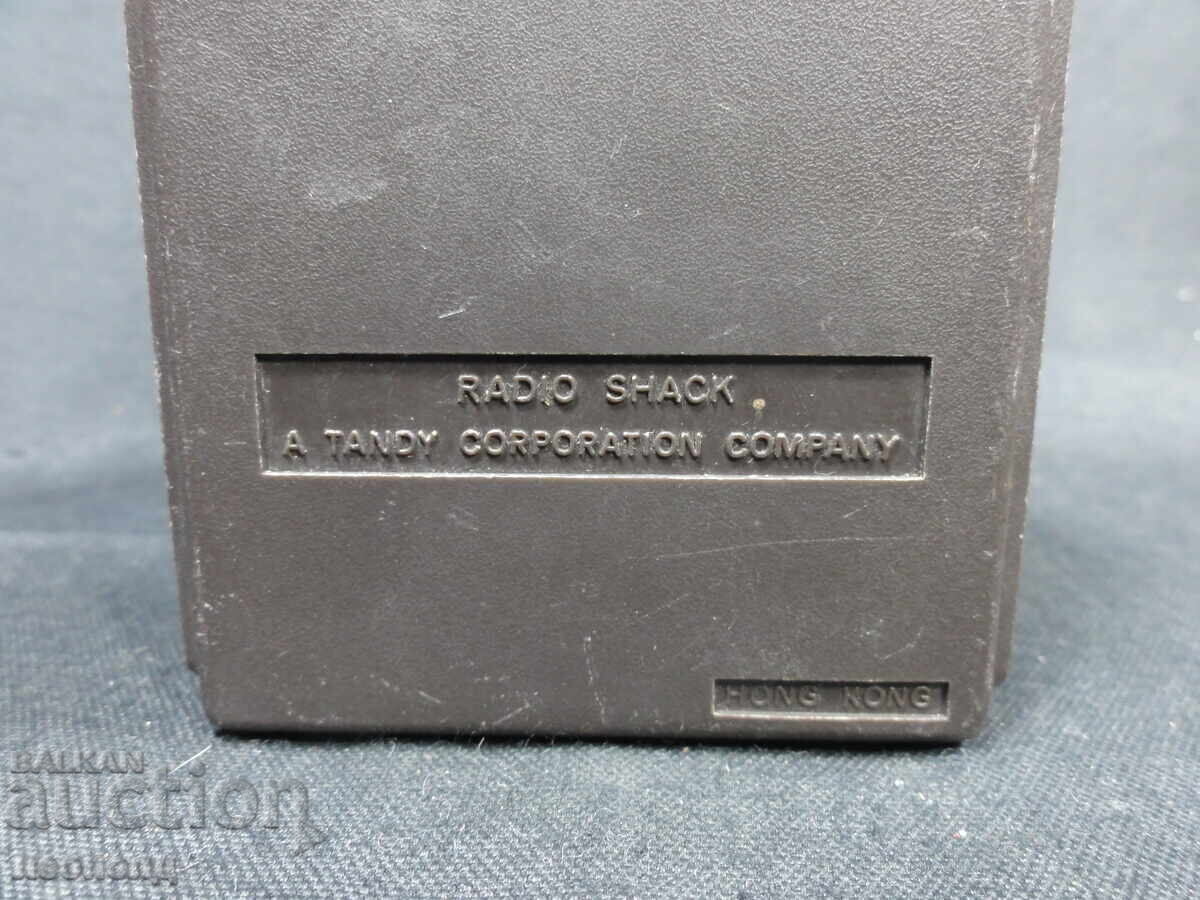 RADIO SHACK
A TANDY CORPORATION COMPANY
HONG KONG
BALKAN
auction